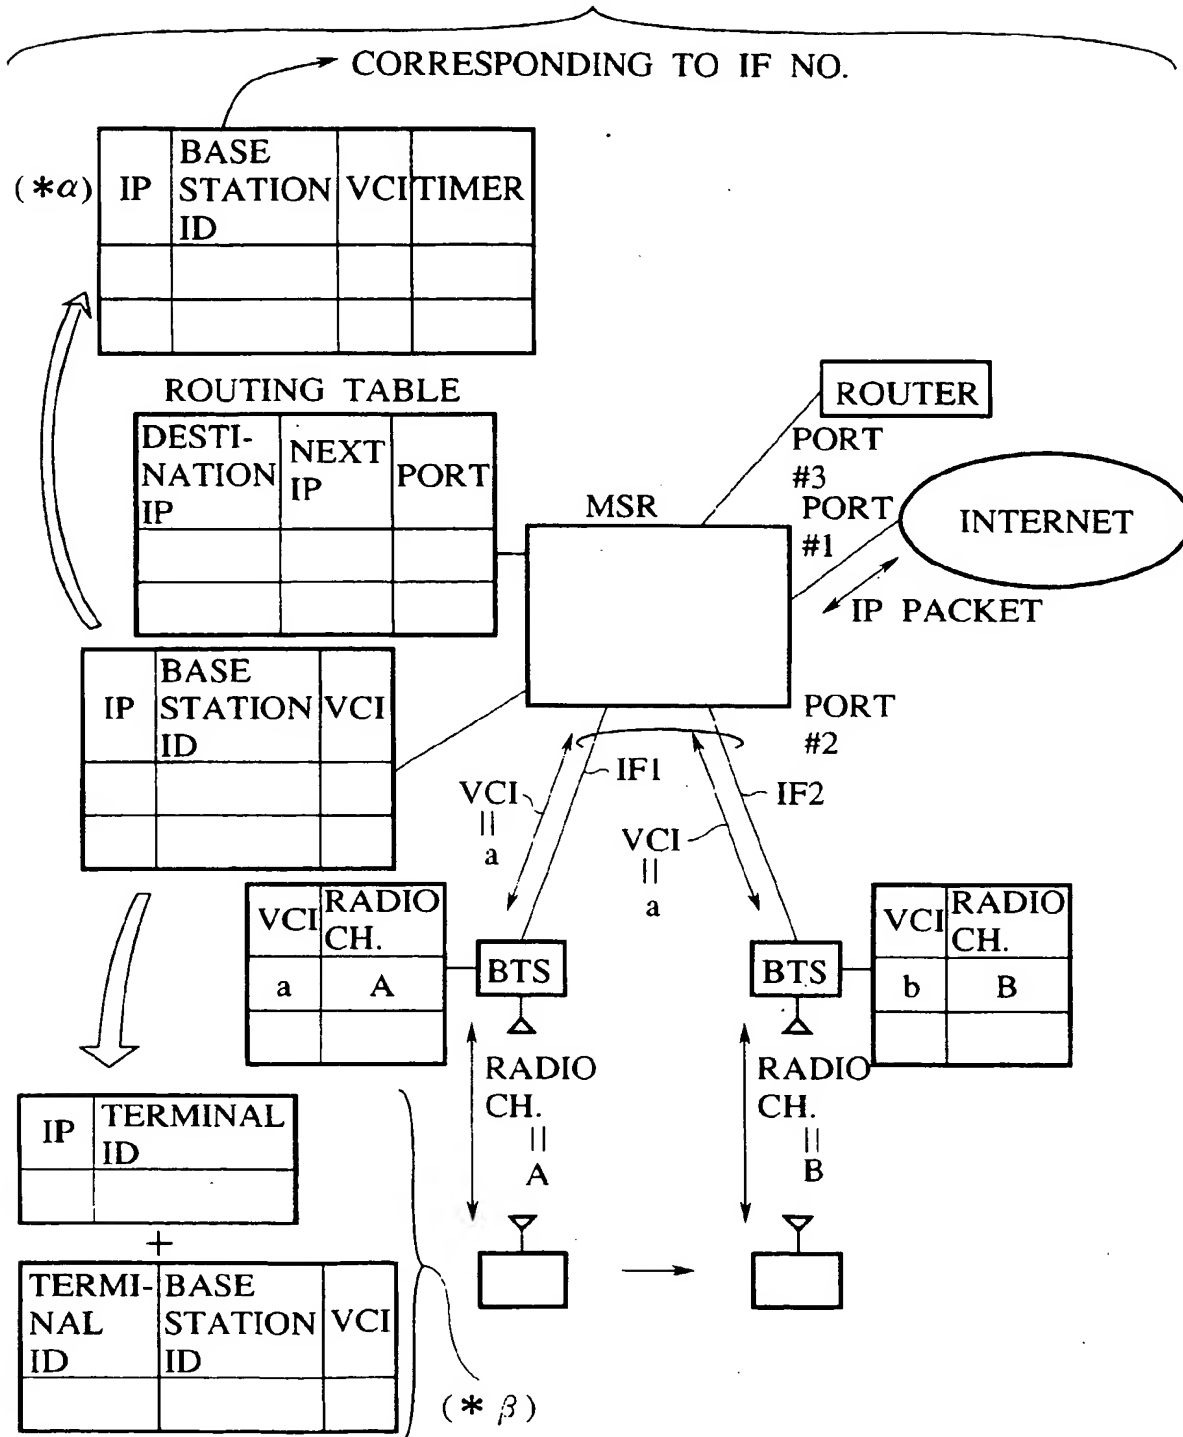 CORRESPONDING TO IF NO.
(*α)
IP
BASE
STATION
ID
VCI
TIMER
ROUTING TABLE
DESTI-
NATION
IP
NEXT
IP
PORT
ROUTER
PORT
#3
MSR
PORT
#1
INTERNET
IP PACKET
IP
BASE
STATION
ID
VCI
PORT
#2
IF1
IF2
VCI
||
a
VCI
||
a
VCI
RADIO
CH.
a
A
BTS
BTS
VCI
RADIO
CH.
b
B
RADIO
CH.
||
A
RADIO
CH.
||
B
IP
TERMINAL
ID
+
TERMI-
NAL
ID
BASE
STATION
ID
VCI
(* β)